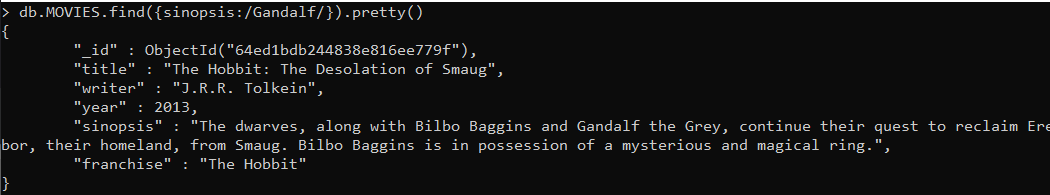 > db.MOVIES.find({sinopsis:/Gandalf/}).pretty()
{
        "_id" : ObjectId("64ed1bdb244838e816ee779f"),
        "title" : "The Hobbit: The Desolation of Smaug",
        "writer" : "J.R.R. Tolkein",
        "year" : 2013,
        "sinopsis" : "The dwarves, along with Bilbo Baggins and Gandalf the Grey, continue their quest to reclaim Ere
bor, their homeland, from Smaug. Bilbo Baggins is in possession of a mysterious and magical ring.",
        "franchise" : "The Hobbit"
}